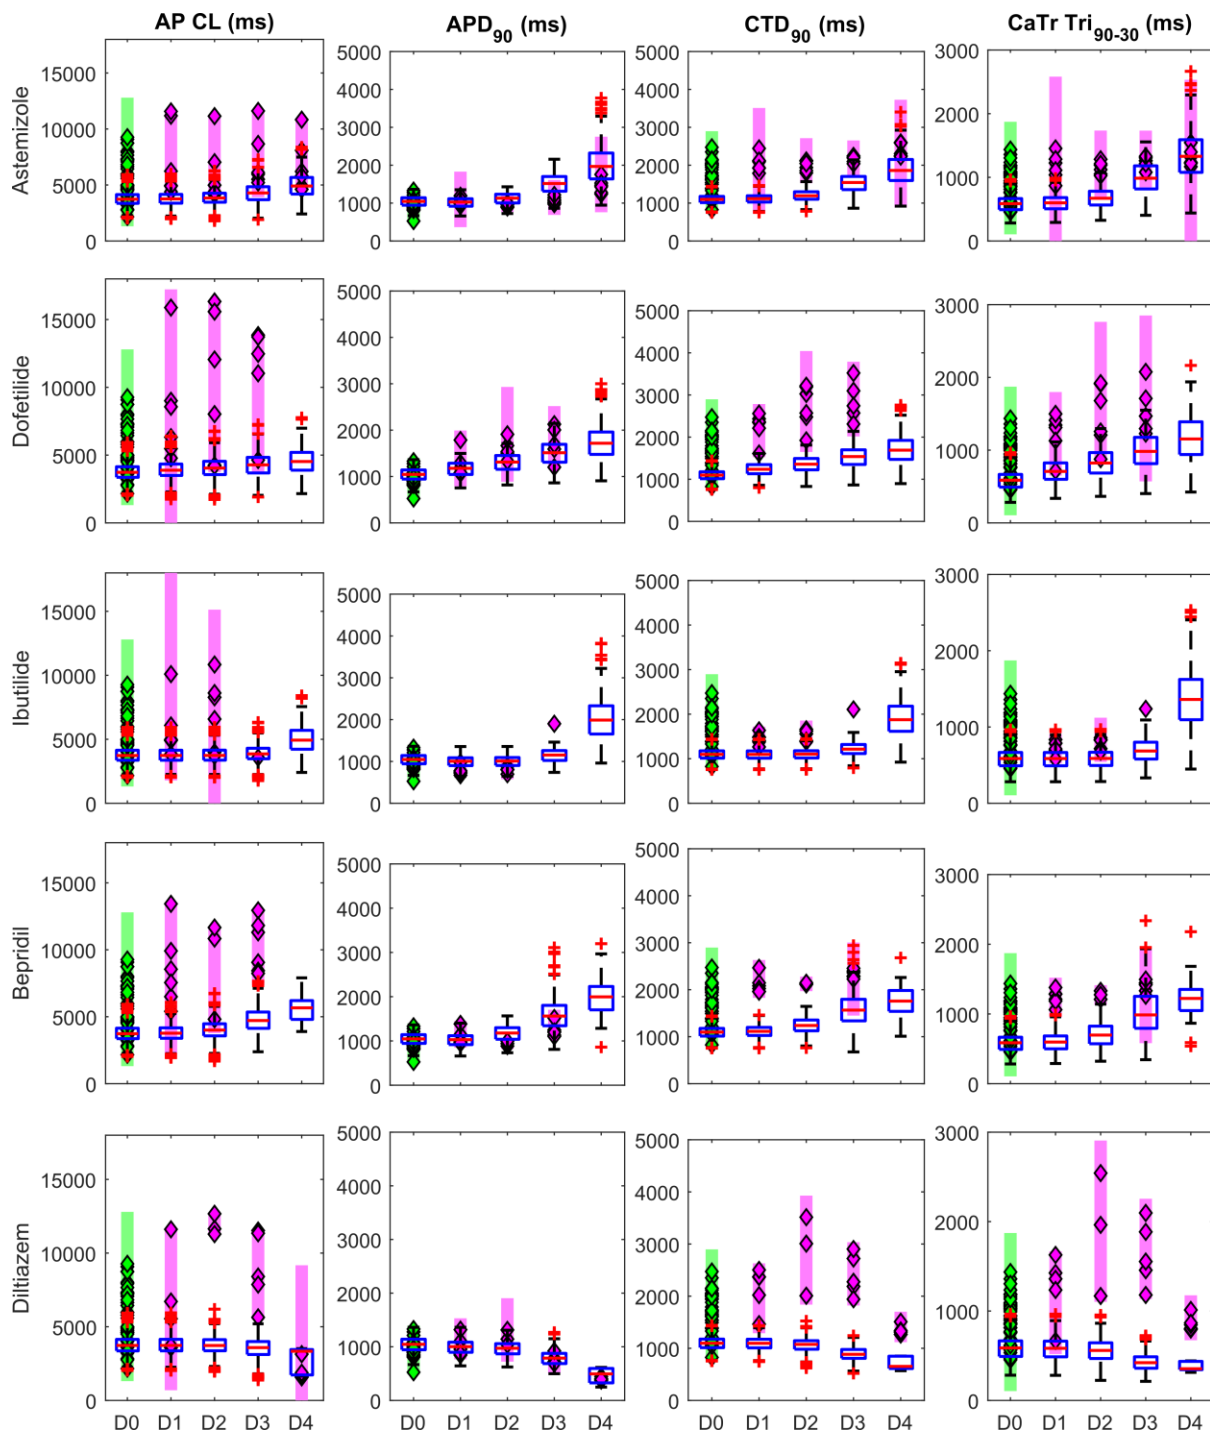 AP CL (ms) APD90 (ms) CTD90 (ms) CaTr Tri90-30 (ms)
Astemizole
15000 10000 5000 0
5000 4000 3000 2000 1000 0
5000 4000 3000 2000 1000 0
3000 2000 1000 0
Dofetilide
15000 10000 5000 0
5000 4000 3000 2000 1000 0
5000 4000 3000 2000 1000 0
3000 2000 1000 0
Ibutilide
15000 10000 5000 0
5000 4000 3000 2000 1000 0
5000 4000 3000 2000 1000 0
3000 2000 1000 0
Bepridil
15000 10000 5000 0
5000 4000 3000 2000 1000 0
5000 4000 3000 2000 1000 0
3000 2000 1000 0
Diltiazem
15000 10000 5000 0
5000 4000 3000 2000 1000 0
5000 4000 3000 2000 1000 0
3000 2000 1000 0
D0 D1 D2 D3 D4 D0 D1 D2 D3 D4 D0 D1 D2 D3 D4 D0 D1 D2 D3 D4